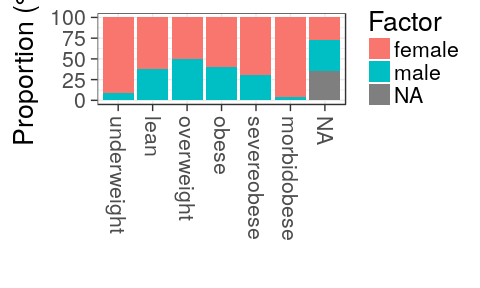 Proportion (%
100
75
50
25
0
underweight
lean
overweight
obese
severeobese
morbidobese
NA
Factor
female
male
NA